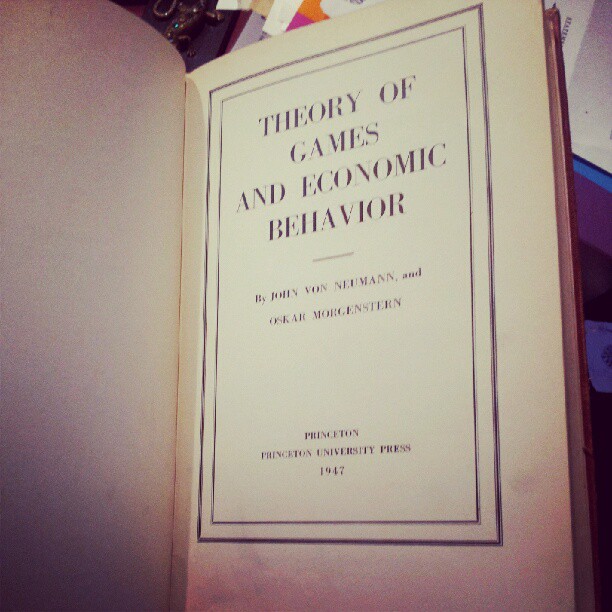 THEORY OF
GAMES
AND ECONOMIC
BEHAVIOR
By JOHN VON NEUMANN, and
OSKAR MORGENSTERN
PRINCETON
PRINCETON UNIVERSITY PRESS
1947